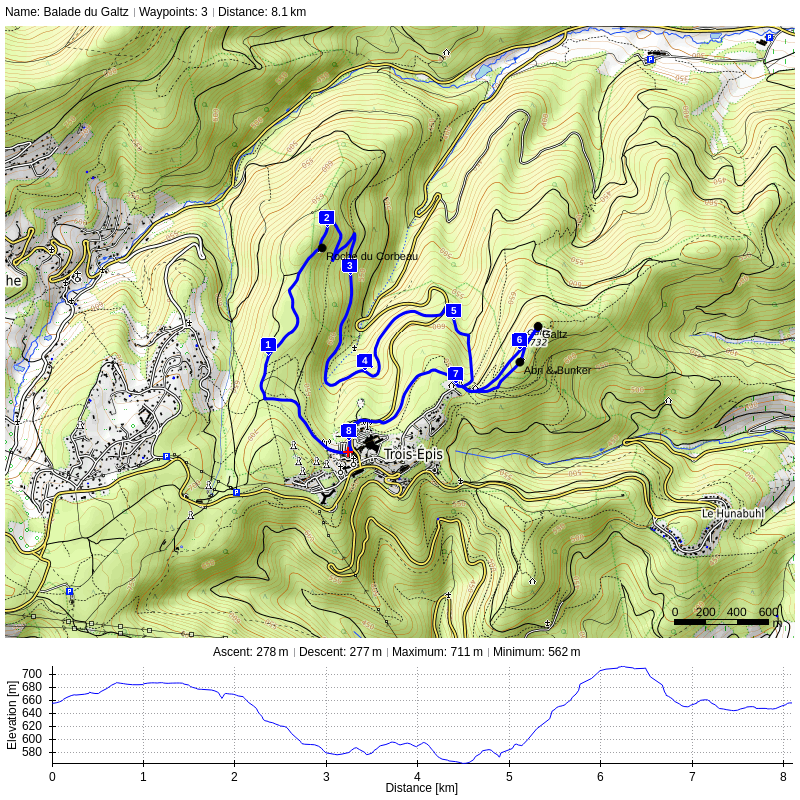 Name: Balade du Galtz | Waypoints: 3 | Distance: 8.1 km
P
P
he
2
Roche du Corbeau
3
5
1
6
Galtz
732
4
7
Abri & Bunker
8
Trois-Épis
P
P
Le Hunabuhl
P
0 200 400 600 m
Ascent: 278 m | Descent: 277 m | Maximum: 711 m | Minimum: 562 m
Elevation [m]
700
680
660
640
620
600
580
0 1 2 3 4 5 6 7 8
Distance [km]